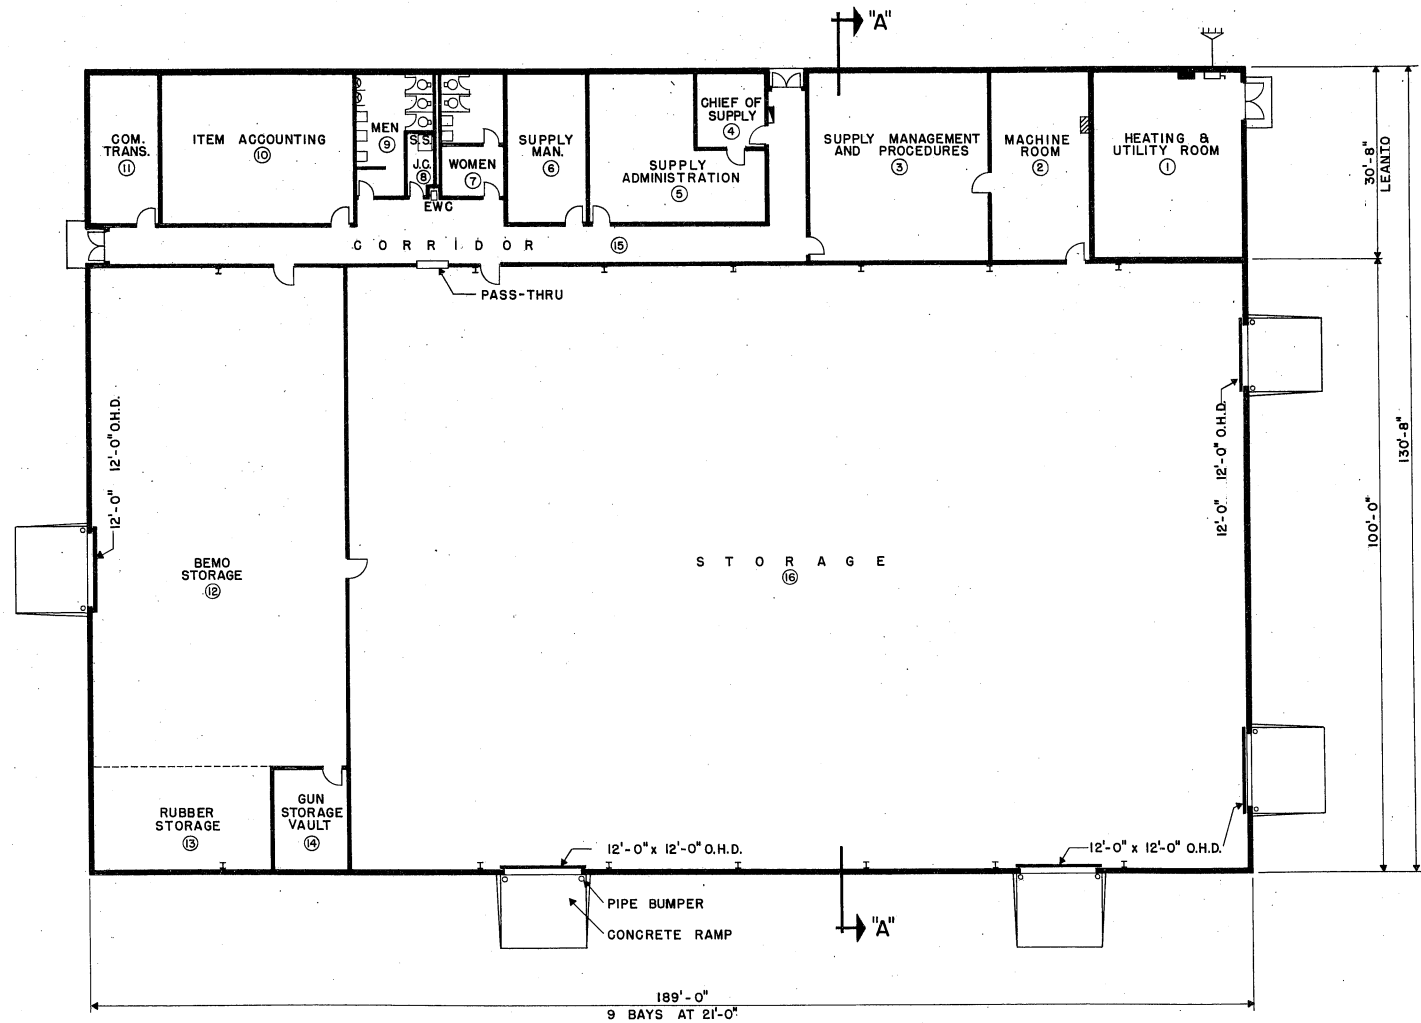 "A"
COM.
TRANS.
11
ITEM ACCOUNTING
10
MEN
9
S.S.
J.C.
8
WOMEN
7
EWC
SUPPLY
MAN.
6
SUPPLY
ADMINISTRATION
5
CHIEF OF
SUPPLY
4
SUPPLY MANAGEMENT
AND PROCEDURES
3
MACHINE
ROOM
2
HEATING &
UTILITY ROOM
1
30'-8"
LEANTO
CORRIDOR 15
PASS-THRU
12'-0" 12'-0" O.H.D.
12'-0" 12'-0" O.H.D.
130'-8"
100'-0"
BEMO
STORAGE
12
STORAGE
16
RUBBER
STORAGE
13
GUN
STORAGE
VAULT
14
12'-0" x 12'-0" O.H.D.
12'-0" x 12'-0" O.H.D.
PIPE BUMPER
CONCRETE RAMP
"A"
189'-0"
9 BAYS AT 21'-0"